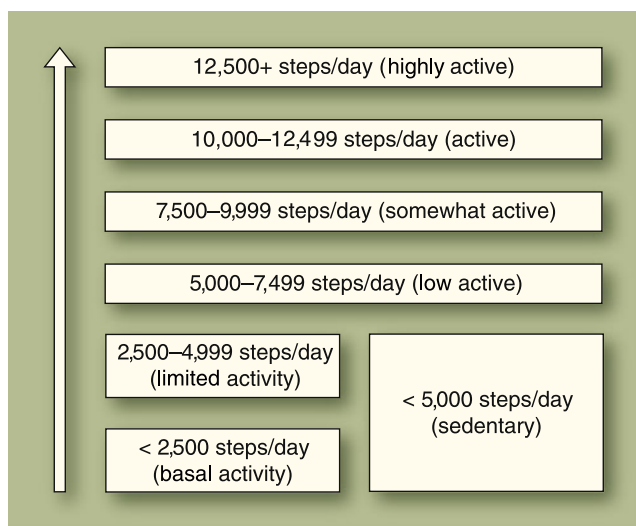 12,500+ steps/day (highly active)
10,000–12,499 steps/day (active)
7,500–9,999 steps/day (somewhat active)
5,000–7,499 steps/day (low active)
2,500–4,999 steps/day
(limited activity)
< 5,000 steps/day
(sedentary)
< 2,500 steps/day
(basal activity)